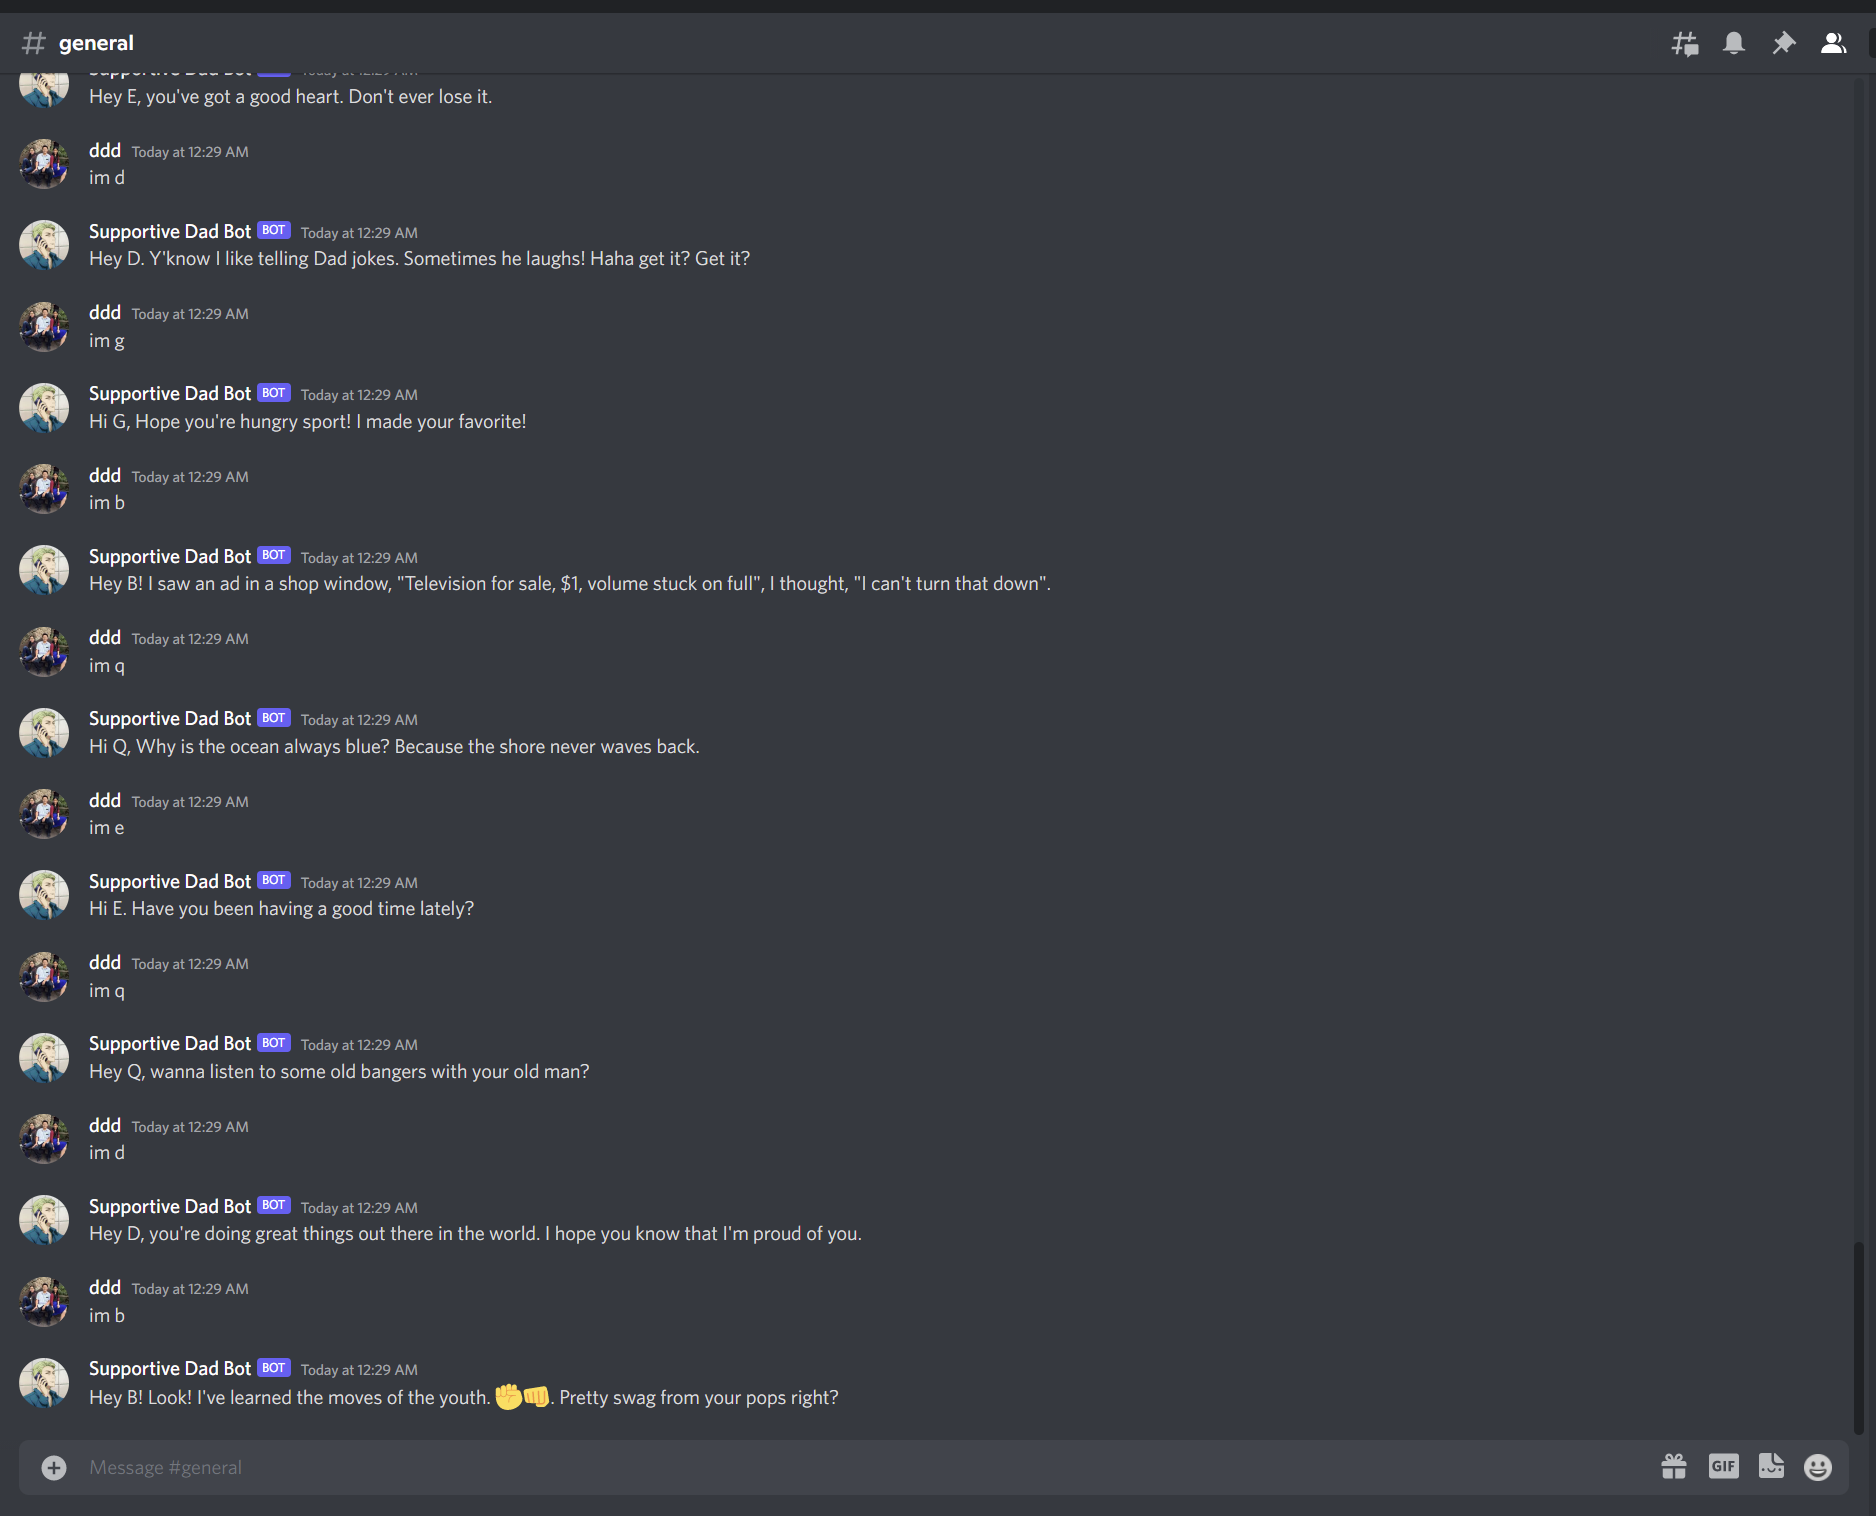 general
Supportive Dad Bot BOT Today at 12:29 AM
Hey E, you've got a good heart. Don't ever lose it.
ddd Today at 12:29 AM
im d
Supportive Dad Bot BOT Today at 12:29 AM
Hey D. Y'know I like telling Dad jokes. Sometimes he laughs! Haha get it? Get it?
ddd Today at 12:29 AM
im g
Supportive Dad Bot BOT Today at 12:29 AM
Hi G, Hope you're hungry sport! I made your favorite!
ddd Today at 12:29 AM
im b
Supportive Dad Bot BOT Today at 12:29 AM
Hey B! I saw an ad in a shop window, "Television for sale, $1, volume stuck on full", I thought, "I can't turn that down".
ddd Today at 12:29 AM
im q
Supportive Dad Bot BOT Today at 12:29 AM
Hi Q, Why is the ocean always blue? Because the shore never waves back.
ddd Today at 12:29 AM
im e
Supportive Dad Bot BOT Today at 12:29 AM
Hi E. Have you been having a good time lately?
ddd Today at 12:29 AM
im q
Supportive Dad Bot BOT Today at 12:29 AM
Hey Q, wanna listen to some old bangers with your old man?
ddd Today at 12:29 AM
im d
Supportive Dad Bot BOT Today at 12:29 AM
Hey D, you're doing great things out there in the world. I hope you know that I'm proud of you.
ddd Today at 12:29 AM
im b
Supportive Dad Bot BOT Today at 12:29 AM
Hey B! Look! I've learned the moves of the youth. ✊👊. Pretty swag from your pops right?
Message #general
GIF